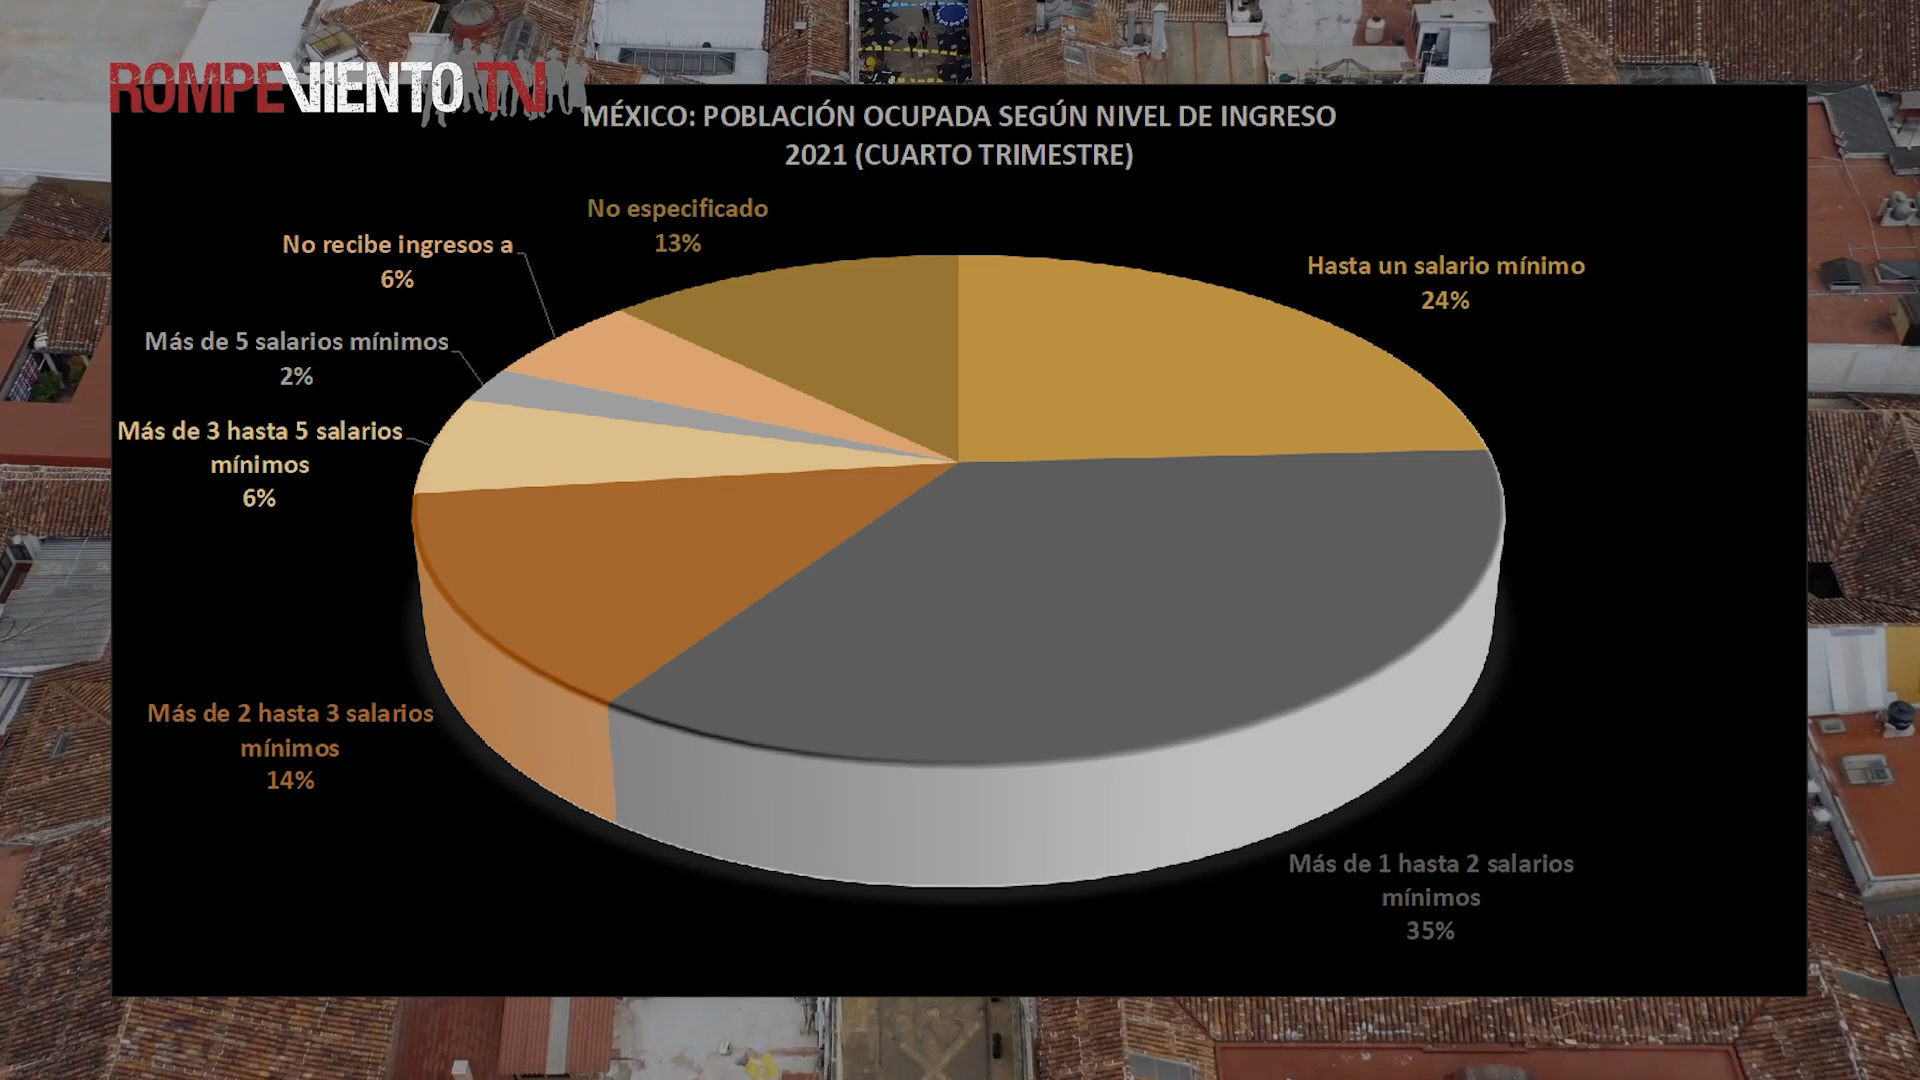 ROMPEVIENTO TV
MÉXICO: POBLACIÓN OCUPADA SEGÚN NIVEL DE INGRESO
2021 (CUARTO TRIMESTRE)
No especificado
13%
No recibe ingresos a
6%
Hasta un salario mínimo
24%
Más de 5 salarios mínimos
2%
Más de 3 hasta 5 salarios
mínimos
6%
Más de 2 hasta 3 salarios
mínimos
14%
Más de 1 hasta 2 salarios
mínimos
35%